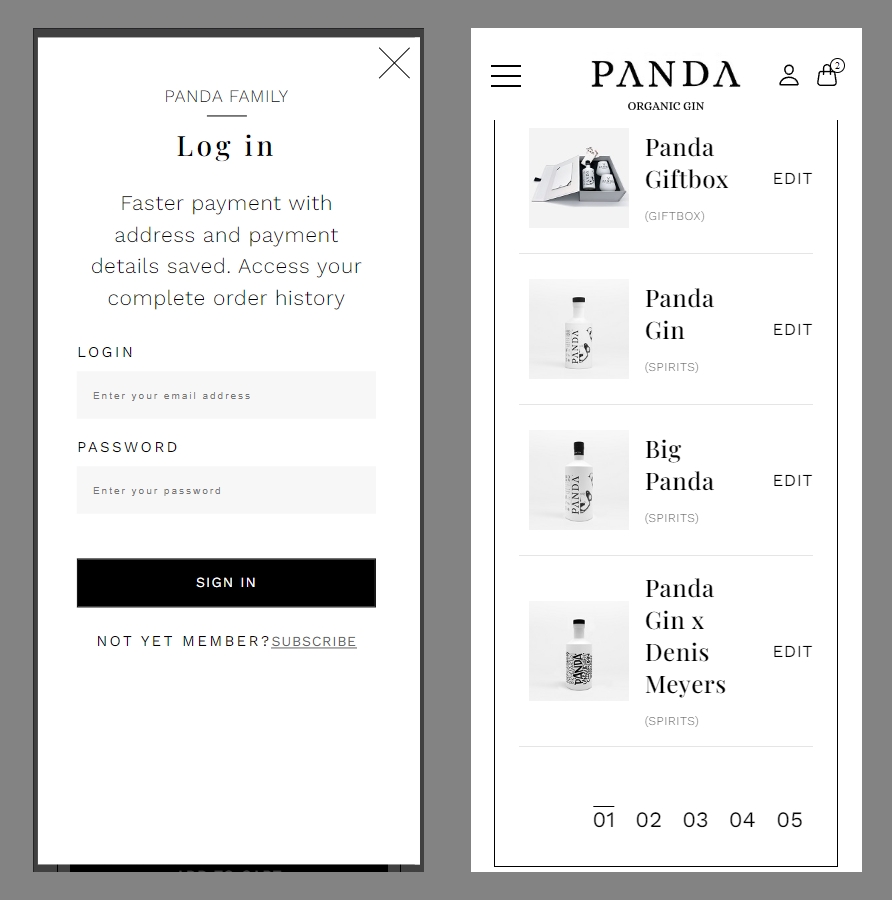 PANDA FAMILY
Log in
Faster payment with
address and payment
details saved. Access your
complete order history
LOGIN
Enter your email address
PASSWORD
Enter your password
SIGN IN
NOT YET MEMBER?SUBSCRIBE
PANDA
ORGANIC GIN
2
Panda
Giftbox
(GIFTBOX)
EDIT
Panda
Gin
(SPIRITS)
EDIT
PANDA
Big
Panda
(SPIRITS)
EDIT
PANDA
Panda
Gin x
Denis
Meyers
(SPIRITS)
EDIT
PANDA
01 02 03 04 05